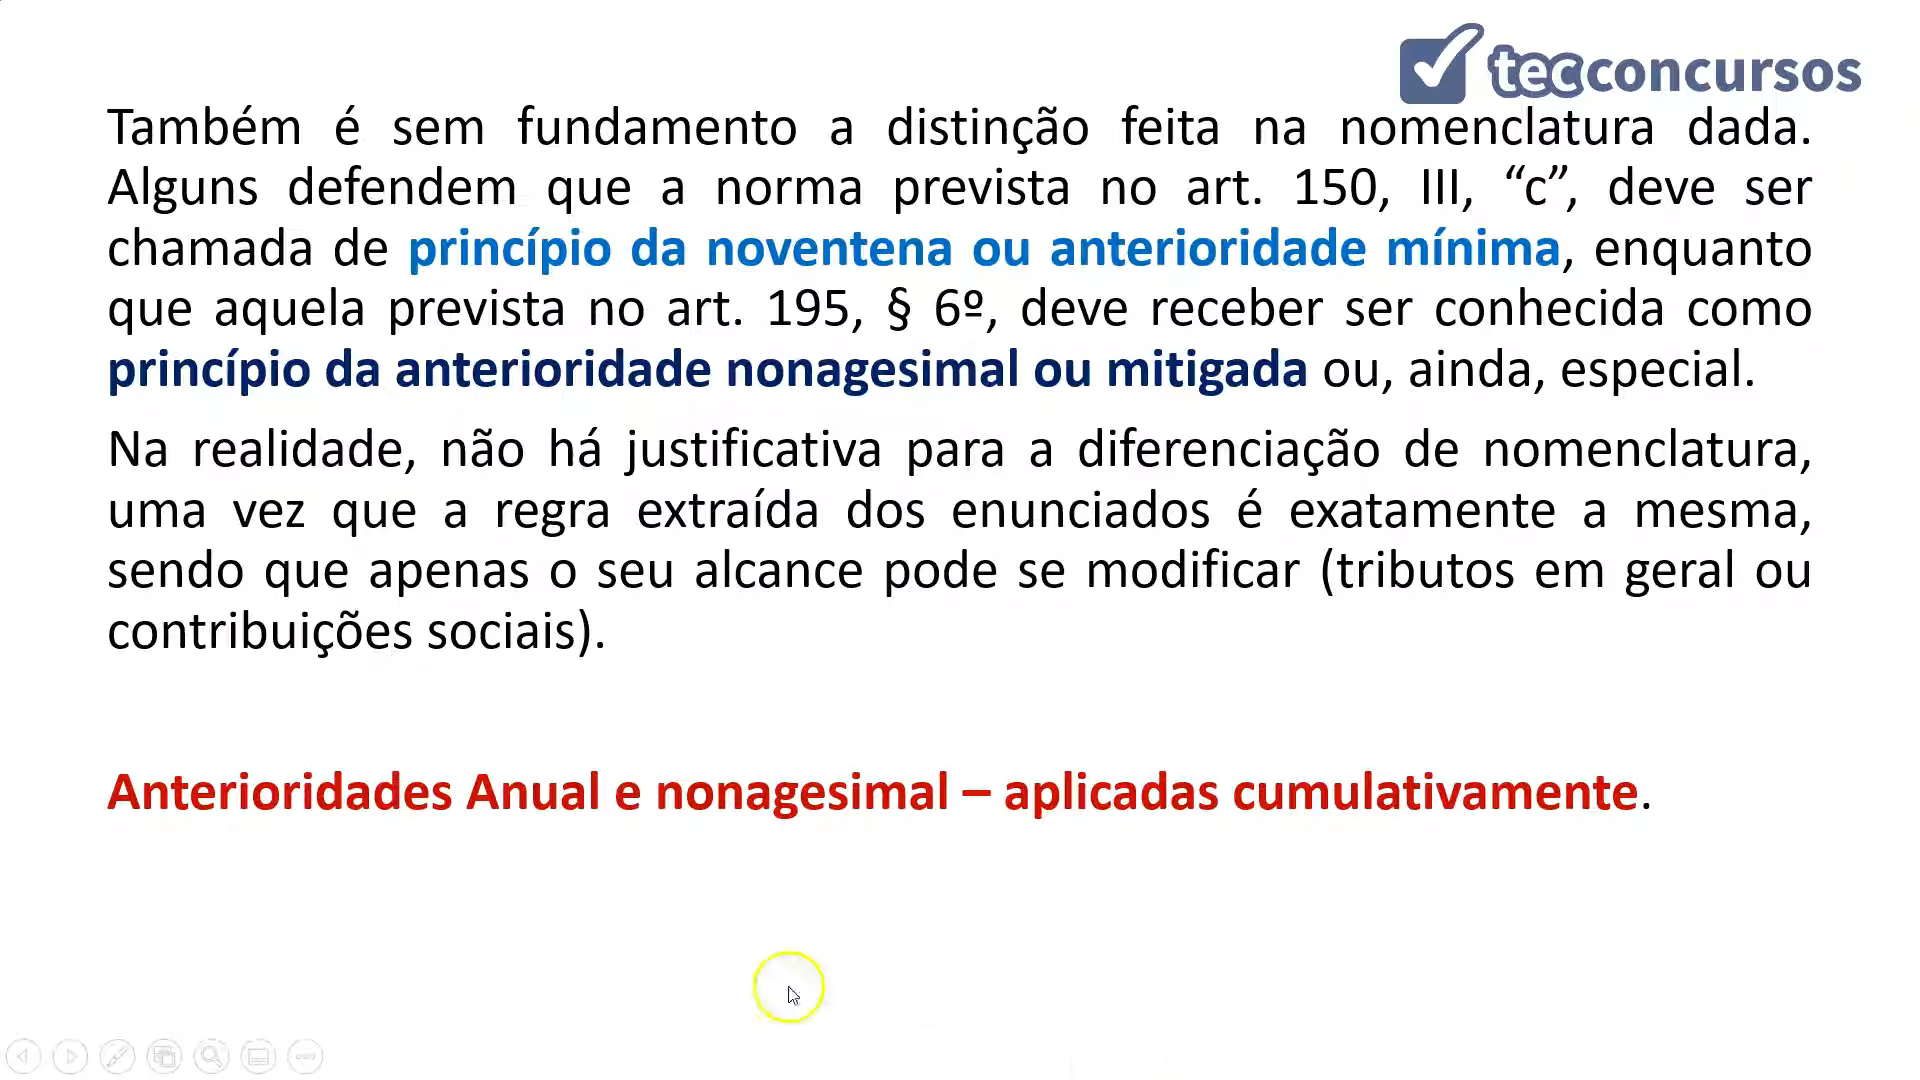 tecconcursos
Também é sem fundamento a distinção feita na nomenclatura dada.
Alguns defendem que a norma prevista no art. 150, III, “c”, deve ser
chamada de princípio da noventena ou anterioridade mínima, enquanto
que aquela prevista no art. 195, § 6º, deve receber ser conhecida como
princípio da anterioridade nonagesimal ou mitigada ou, ainda, especial.
Na realidade, não há justificativa para a diferenciação de nomenclatura,
uma vez que a regra extraída dos enunciados é exatamente a mesma,
sendo que apenas o seu alcance pode se modificar (tributos em geral ou
contribuições sociais).
Anterioridades Anual e nonagesimal – aplicadas cumulativamente.